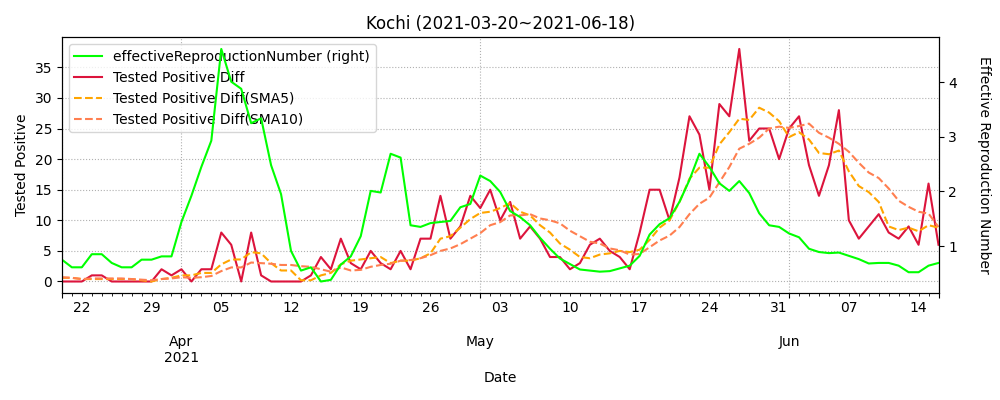 Kochi (2021-03-20~2021-06-18)
effectiveReproductionNumber (right)
Tested Positive Diff
Tested Positive Diff(SMA5)
Tested Positive Diff(SMA10)
Tested Positive
35
30
25
20
15
10
5
0
4
3
2
1
Effective Reproduction Number
22 29 05 12 19 26 03 10 17 24 31 07 14
Apr May Jun
2021
Date